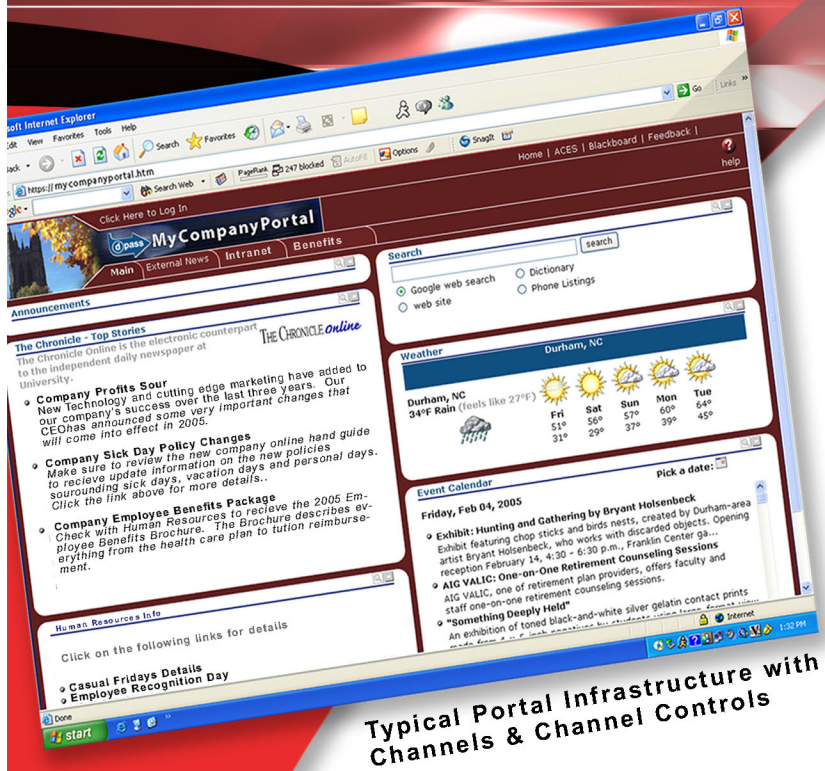 soft Internet Explorer
Edit View Favorites Tools Help
Back Search Favorites
https://mycompanyportal.htm Go Links »
Search Web PageRank 247 blocked AutoFill Options SnagIt
Click Here to Log In
Home | ACES | Blackboard | Feedback |
help
dpass MyCompanyPortal
Main External News Intranet Benefits
Announcements
The Chronicle - Top Stories
The Chronicle Online is the electronic counterpart
to the independent daily newspaper at
University.
THE CHRONICLE online
Company Profits Sour
New Technology and cutting edge marketing have added to
our company's success over the last three years. Our
CEOhas announced some very important changes that
will come into effect in 2005.
Company Sick Day Policy Changes
Make sure to review the new company online hand guide
to recieve update information on the new policies
sourounding sick days, vacation days and personal days.
Click the link above for more details..
Company Employee Benefits Package
Check with Human Resources to recieve the 2005 Em-
ployee Benefits Brochure. The Brochure describes ev-
erything from the health care plan to tution reimburse-
ment.
Human Resources Info
Click on the following links for details
Casual Fridays Details
Employee Recognition Day
Search
search
Google web search Dictionary
web site Phone Listings
Weather
Durham, NC
Durham, NC
34°F Rain (feels like 27°F)
Fri Sat Sun Mon Tue
51° 56° 57° 60° 64°
31° 29° 37° 39° 45°
Event Calendar
Pick a date:
Friday, Feb 04, 2005
Exhibit: Hunting and Gathering by Bryant Holsenbeck
Exhibit featuring chop sticks and birds nests, created by Durham-area
artist Bryant Holsenbeck, who works with discarded objects. Opening
reception February 14, 4:30 - 6:30 p.m., Franklin Center ga...
AIG VALIC: One-on-One Retirement Counseling Sessions
AIG VALIC, one of retirement plan providers, offers faculty and
staff one-on-one retirement counseling sessions.
"Something Deeply Held"
An exhibition of toned black-and-white silver gelatin contact prints
Done
Internet
start
1:32 PM
Typical Portal Infrastructure with
Channels & Channel Controls